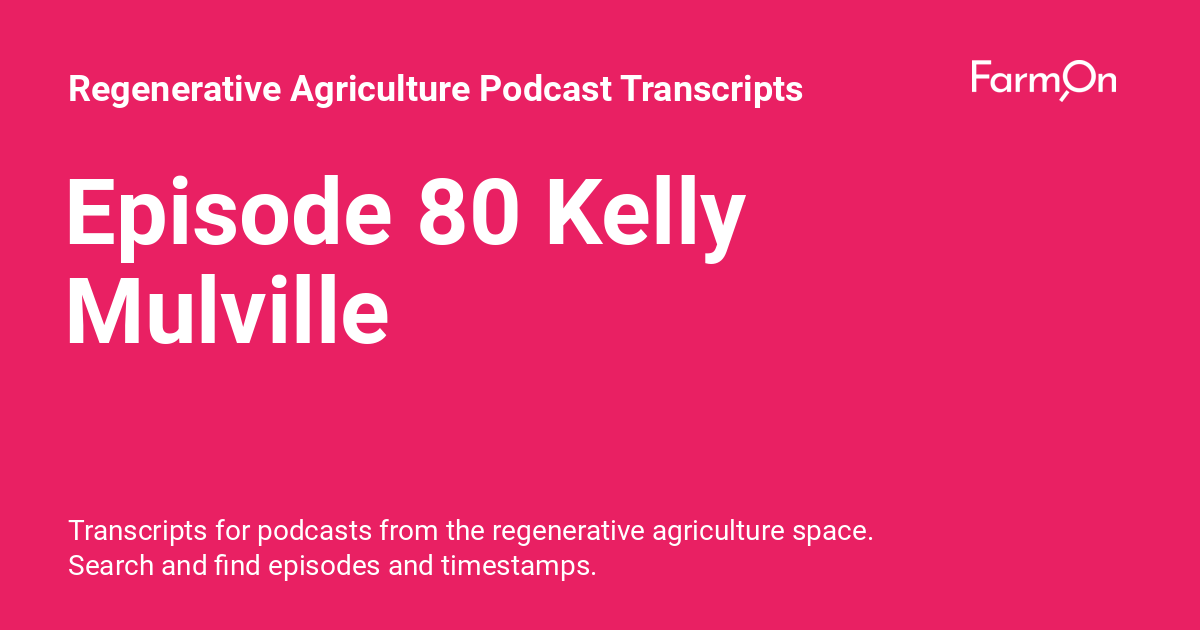 Regenerative Agriculture Podcast Transcripts
FarmOn
Episode 80 Kelly
Mulville
Transcripts for podcasts from the regenerative agriculture space.
Search and find episodes and timestamps.